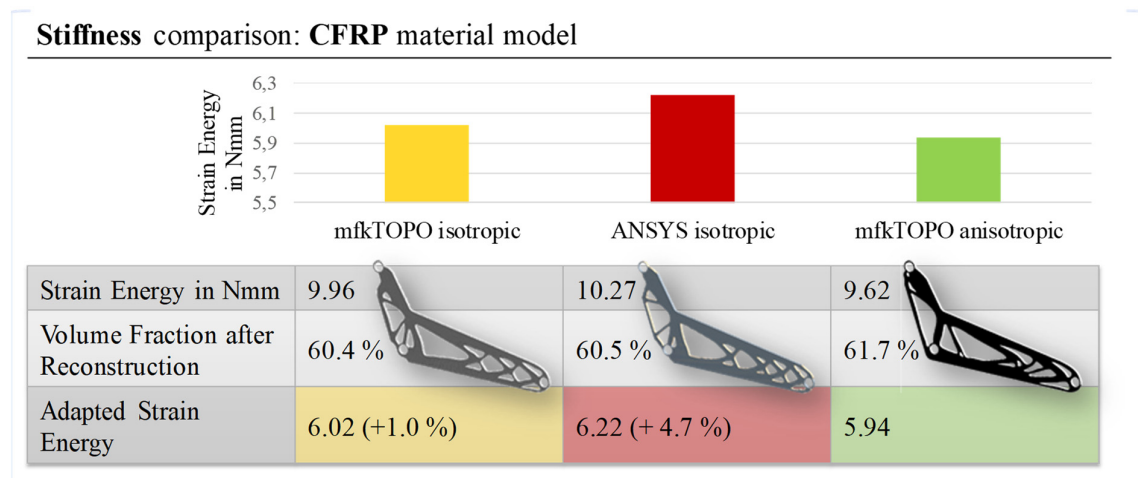 Stiffness comparison: CFRP material model
Strain Energy
in Nmm
6,3
6,1
5,9
5,7
5,5
mfkTOPO isotropic
ANSYS isotropic
mfkTOPO anisotropic
Strain Energy in Nmm 9.96 10.27 9.62
Volume Fraction after
Reconstruction
60.4 % 60.5 % 61.7 %
Adapted Strain
Energy
6.02 (+1.0 %) 6.22 (+ 4.7 %) 5.94